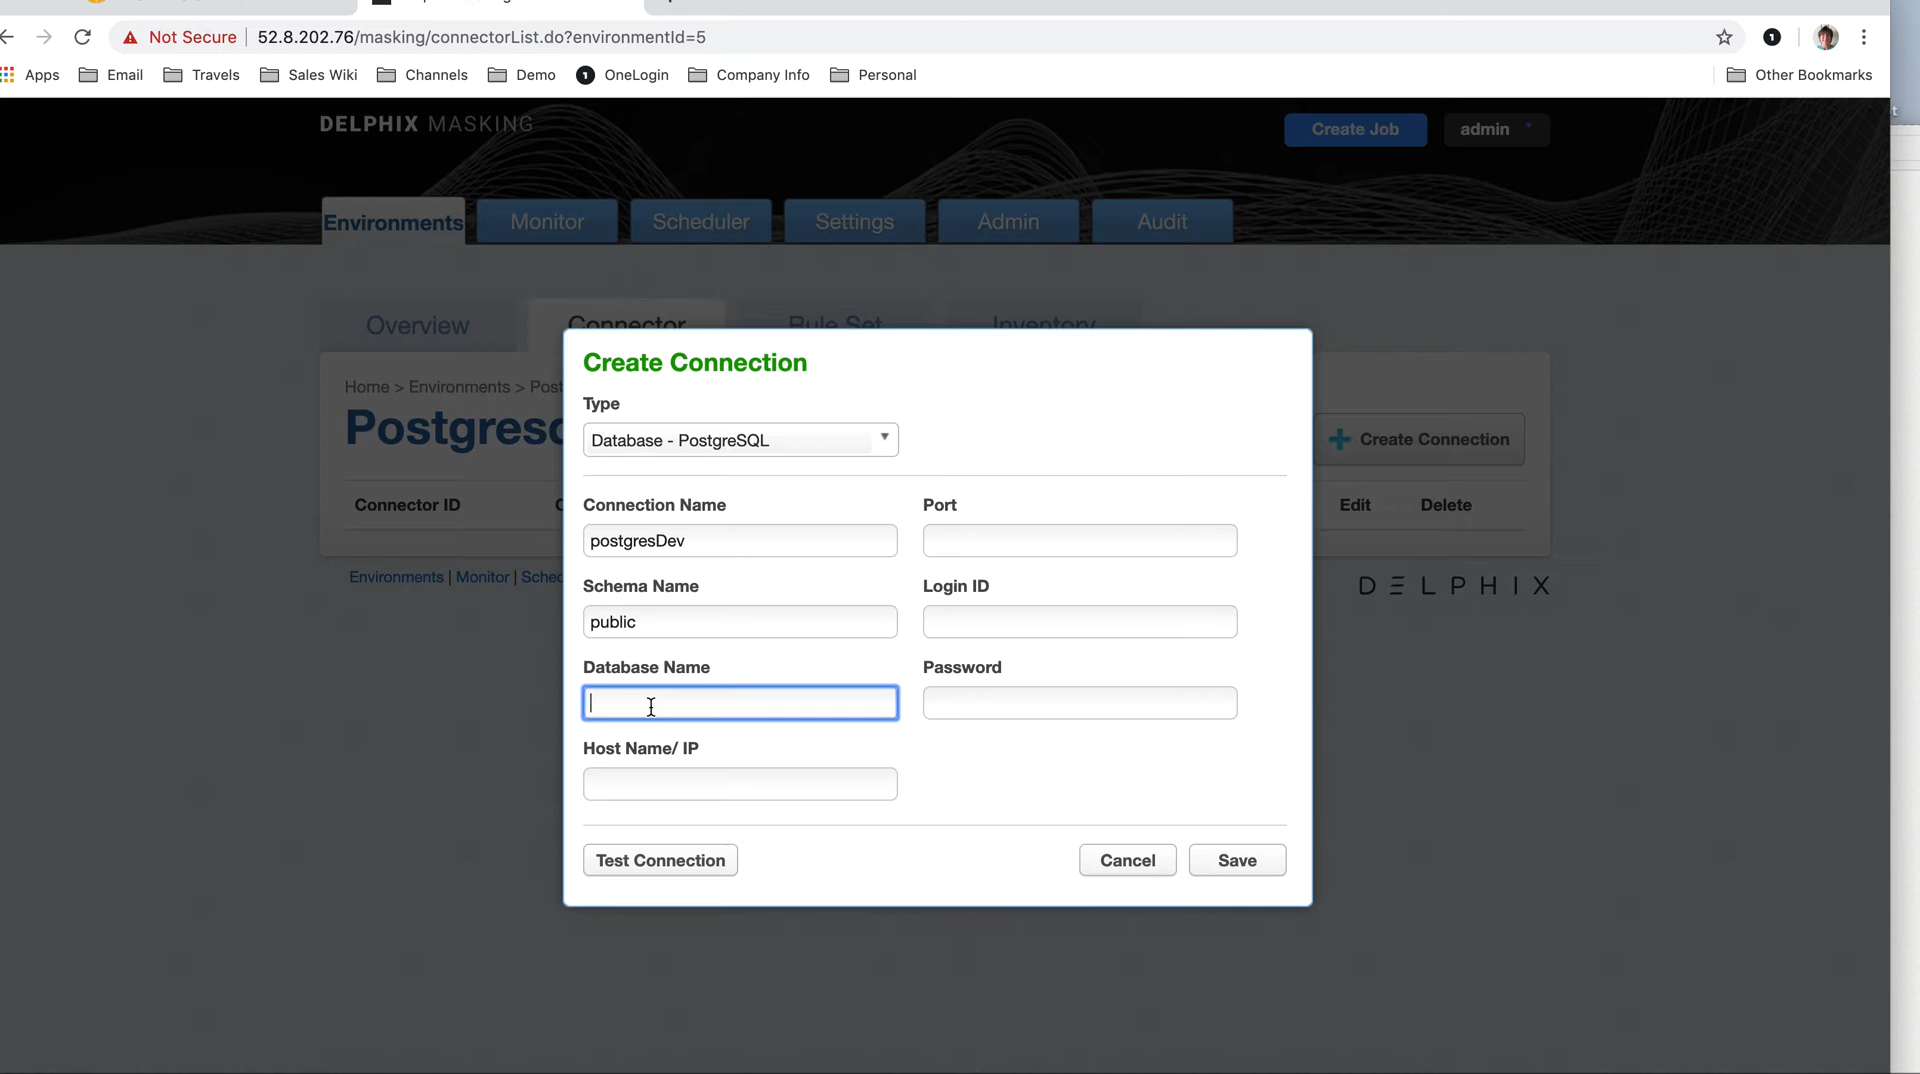 Not Secure 52.8.202.76/masking/connectorList.do?environmentId=5
Apps Email Travels Sales Wiki Channels Demo OneLogin Company Info Personal Other Bookmarks
DELPHIX MASKING
Create Job
admin
Environments Monitor Scheduler Settings Admin Audit
Overview Connector Rule Set Inventory
Home > Environments > Post
Create Connection
Connector ID
Edit
Delete
Environments | Monitor |
DELPHIX
Create Connection
Type
Database - PostgreSQL
Connection Name
Port
postgresDev
Schema Name
Login ID
public
Database Name
Password
Host Name/ IP
Test Connection
Cancel
Save